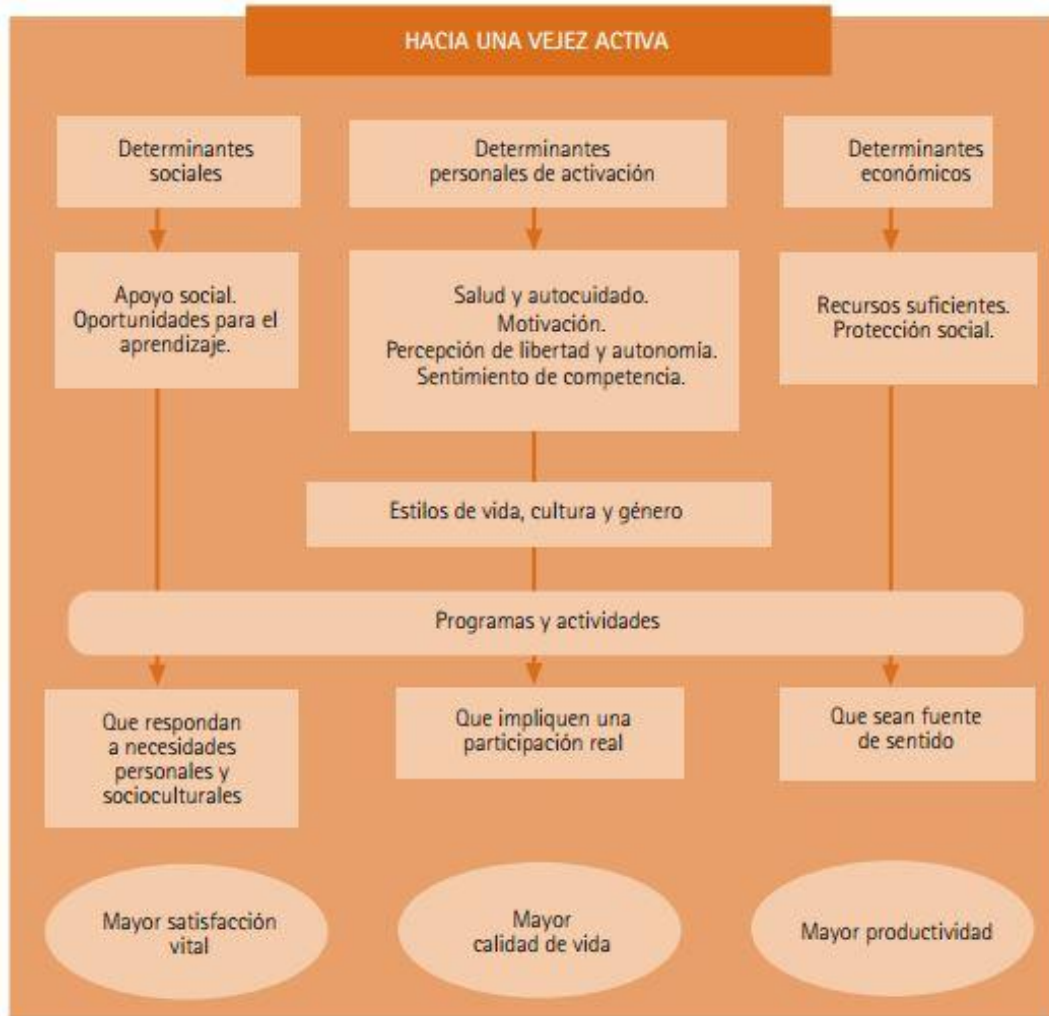 HACIA UNA VEJEZ ACTIVA
Determinantes
sociales
Determinantes
personales de activación
Determinantes
económicos
Apoyo social.
Oportunidades para el
aprendizaje.
Salud y autocuidado.
Motivación.
Percepción de libertad y autonomía.
Sentimiento de competencia.
Recursos suficientes.
Protección social.
Estilos de vida, cultura y género
Programas y actividades
Que respondan
a necesidades
personales y
socioculturales
Que impliquen una
participación real
Que sean fuente
de sentido
Mayor satisfacción
vital
Mayor
calidad de vida
Mayor productividad